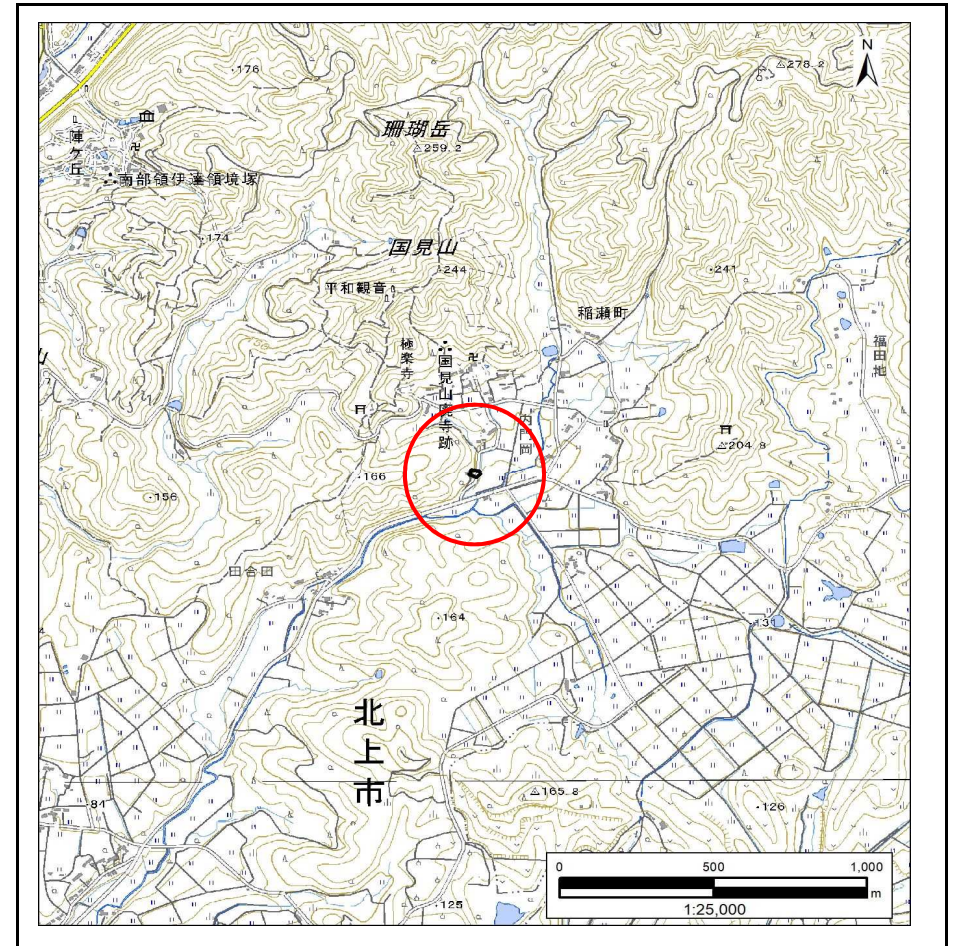 N
・176
△278.2
珊瑚岳
△259.2
陣ケ丘
南部領伊達領境塚
・174
国見山
・244
・241
平和観音
稲瀬町
福田地
極楽寺
国見山廃寺跡
内門岡
△204.8
・166
・156
田舎田
・164
・131
北上市
△165.8
・84
・126
・125
0 500 1,000
m
1:25,000